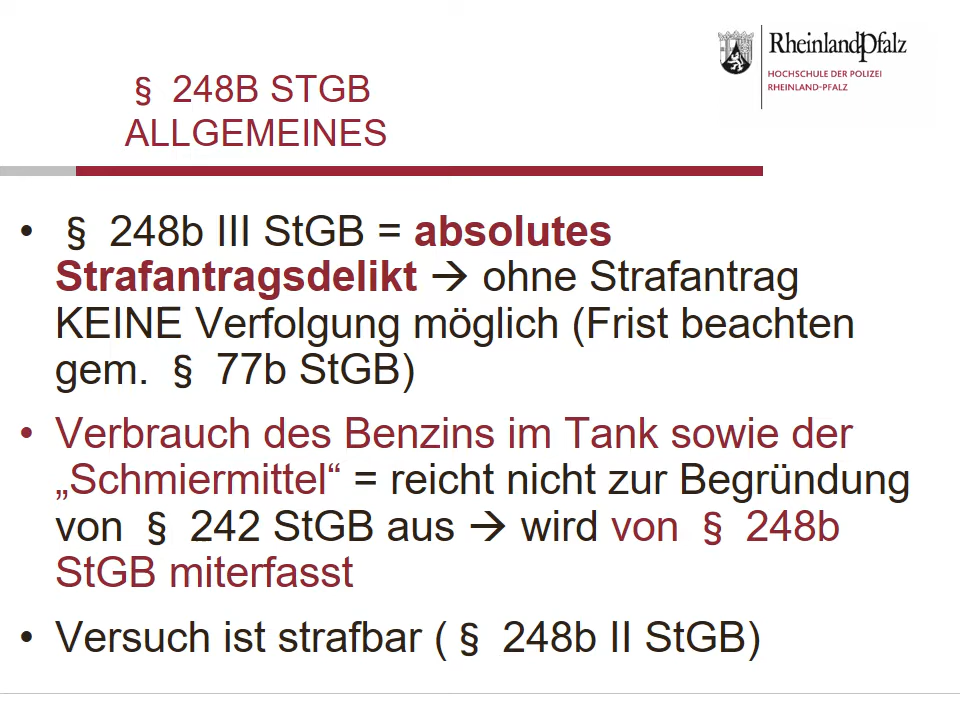 RheinlandPfalz
HOCHSCHULE DER POLIZEI
RHEINLAND-PFALZ
§ 248B STGB
ALLGEMEINES
• § 248b III StGB = absolutes
Strafantragsdelikt → ohne Strafantrag
KEINE Verfolgung möglich (Frist beachten
gem. § 77b StGB)
• Verbrauch des Benzins im Tank sowie der
„Schmiermittel“ = reicht nicht zur Begründung
von § 242 StGB aus → wird von § 248b
StGB miterfasst
• Versuch ist strafbar ( § 248b II StGB)